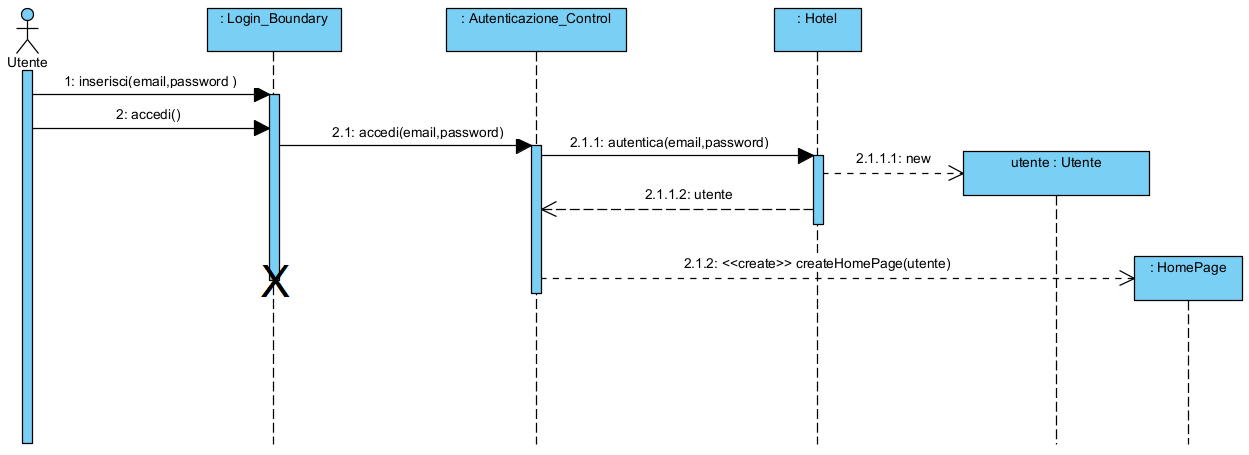 : Login_Boundary
: Autenticazione_Control
: Hotel
Utente
1: inserisci(email,password )
2: accedi()
2.1: accedi(email,password)
2.1.1: autentica(email,password)
2.1.1.1: new
utente : Utente
2.1.1.2: utente
2.1.2: <<create>> createHomePage(utente)
: HomePage